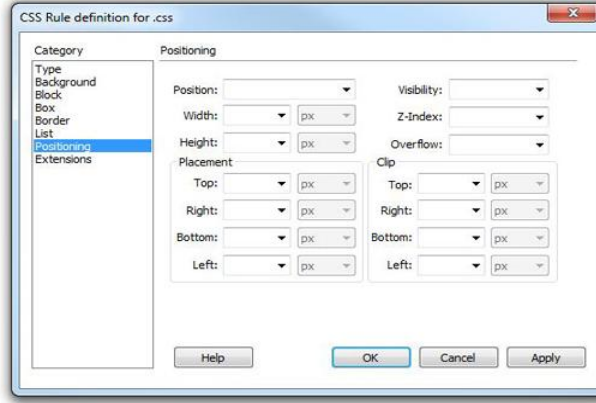 CSS Rule definition for .css
Category
Type
Background
Block
Box
Border
List
Positioning
Extensions
Positioning
Position: Visibility:
Width: px Z-Index:
Height: px Overflow:
Placement Clip
Top: px Top: px
Right: px Right: px
Bottom: px Bottom: px
Left: px Left: px
Help OK Cancel Apply